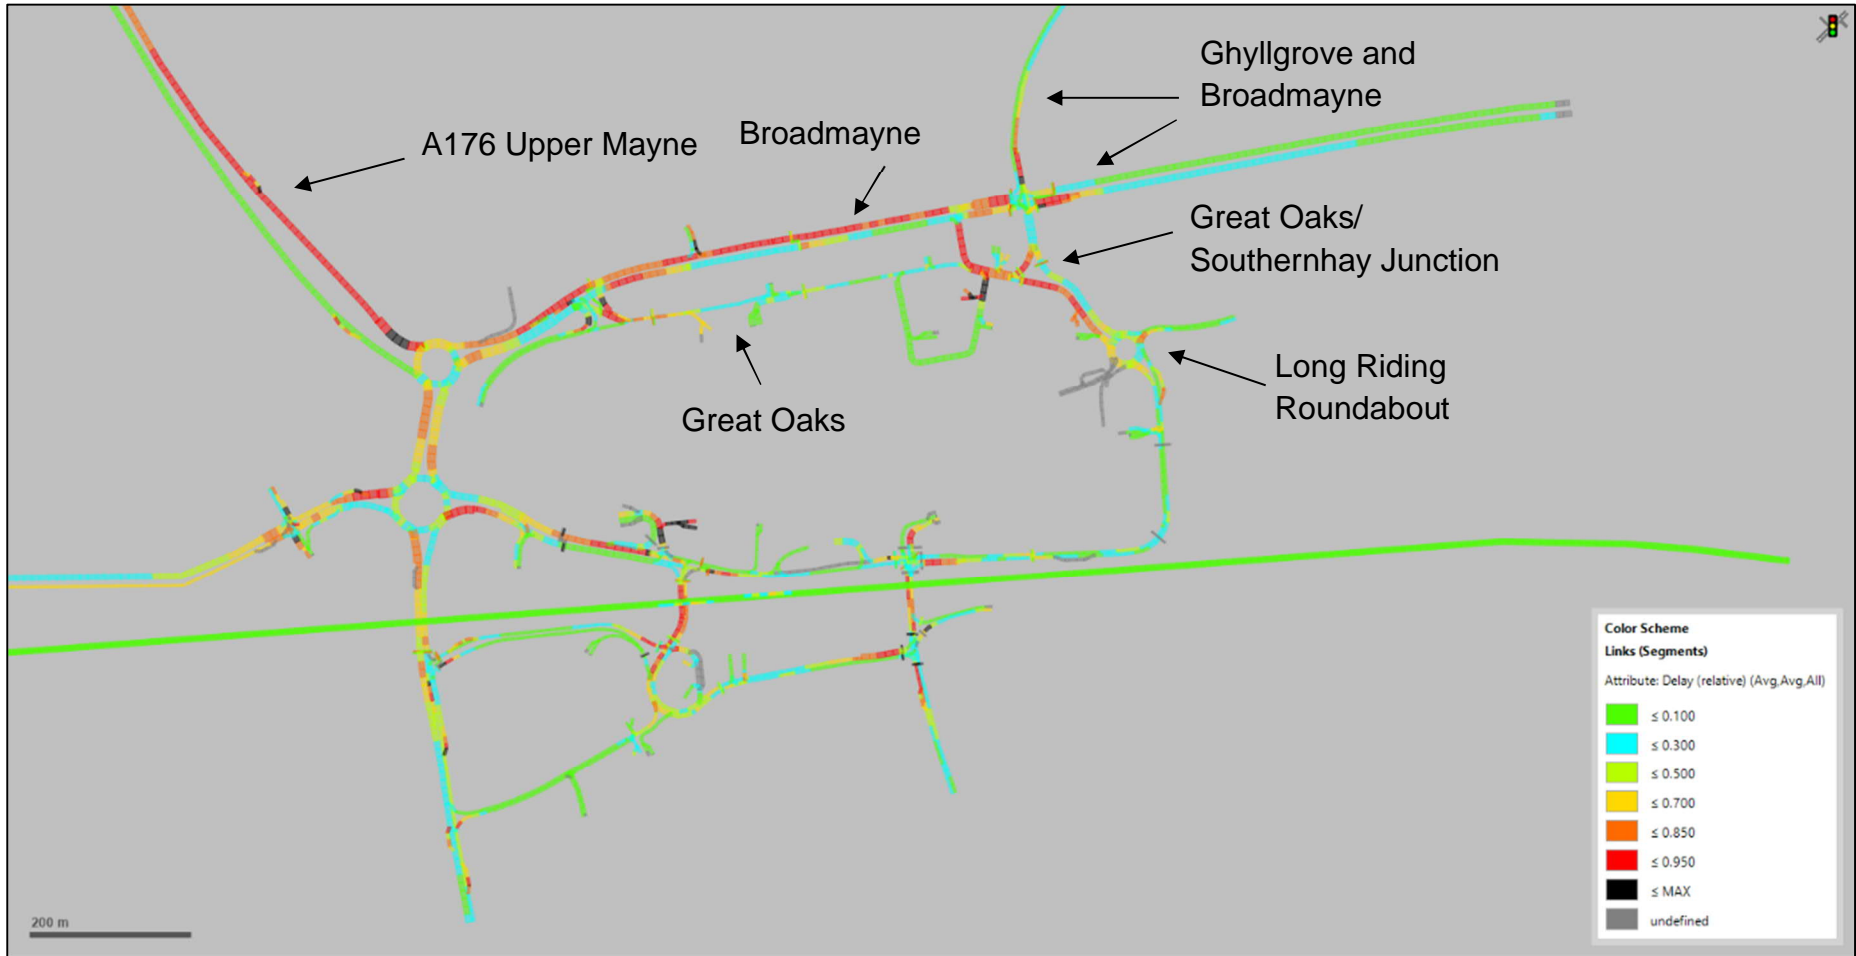 Ghyllgrove and
Broadmayne
A176 Upper Mayne
Broadmayne
Great Oaks/
Southernhay Junction
Long Riding
Roundabout
Great Oaks
Color Scheme
Links (Segments)
Attribute: Delay (relative) (Avg,Avg,All)
≤ 0.100
≤ 0.300
≤ 0.500
≤ 0.700
≤ 0.850
≤ 0.950
≤ MAX
undefined
200 m